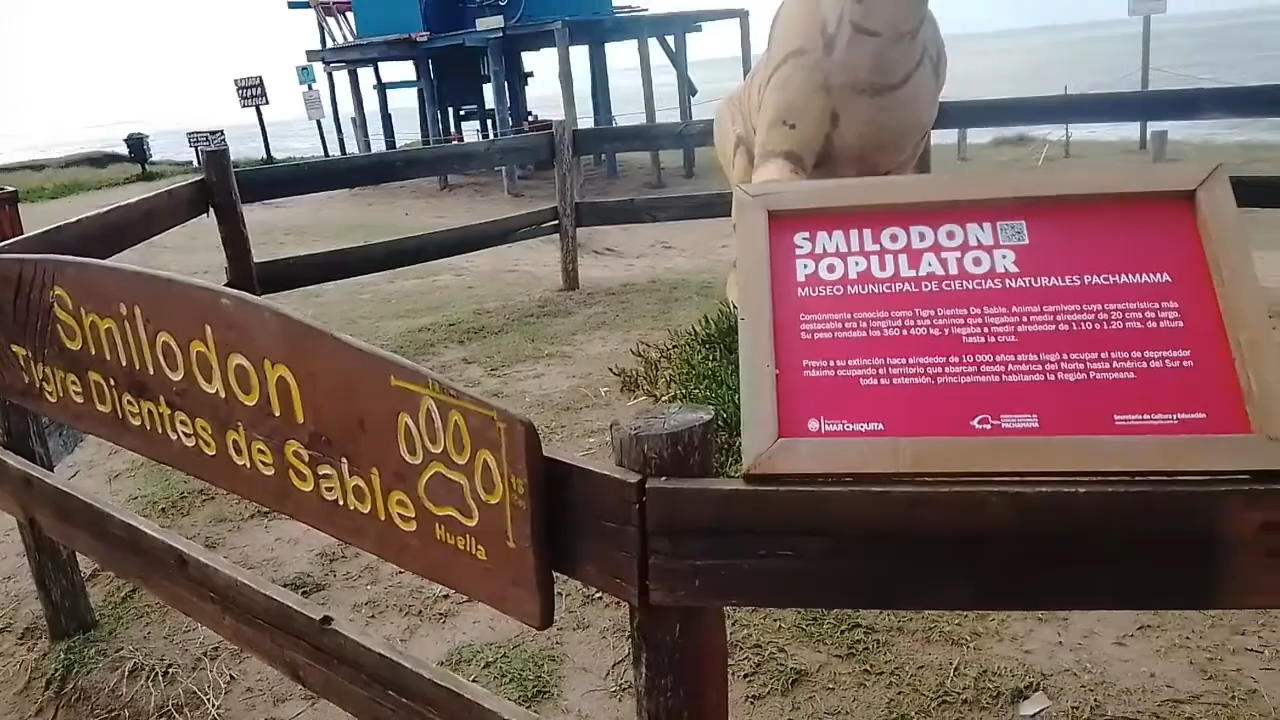 BAJADA
PLAYA
PUBLICA
Smilodon
Tigre Dientes de Sable
Huella
SMILODON
POPULATOR
MUSEO MUNICIPAL DE CIENCIAS NATURALES PACHAMAMA
Comúnmente conocido como Tigre Dientes De Sable. Animal carnívoro cuya característica más
destacable era la longitud da sus caninos que llegaban a medir alrededor de 20 cms de largo.
Su peso rondaba los 360 a 400 kg. y llegaba a medir alrededor de 1.10 o 1.20 mts. de altura
hasta la cruz.
Previo a su extinción hace alrededor de 10 000 años atrás llegó a ocupar el sitio de depredador
máximo ocupando el territorio que abarcan desde América del Norte hasta América del Sur en
toda su extensión, principalmente habitando la Región Pampeana.
MAR CHIQUITA
PACHAMAMA
Secretaría de Cultura y Educación